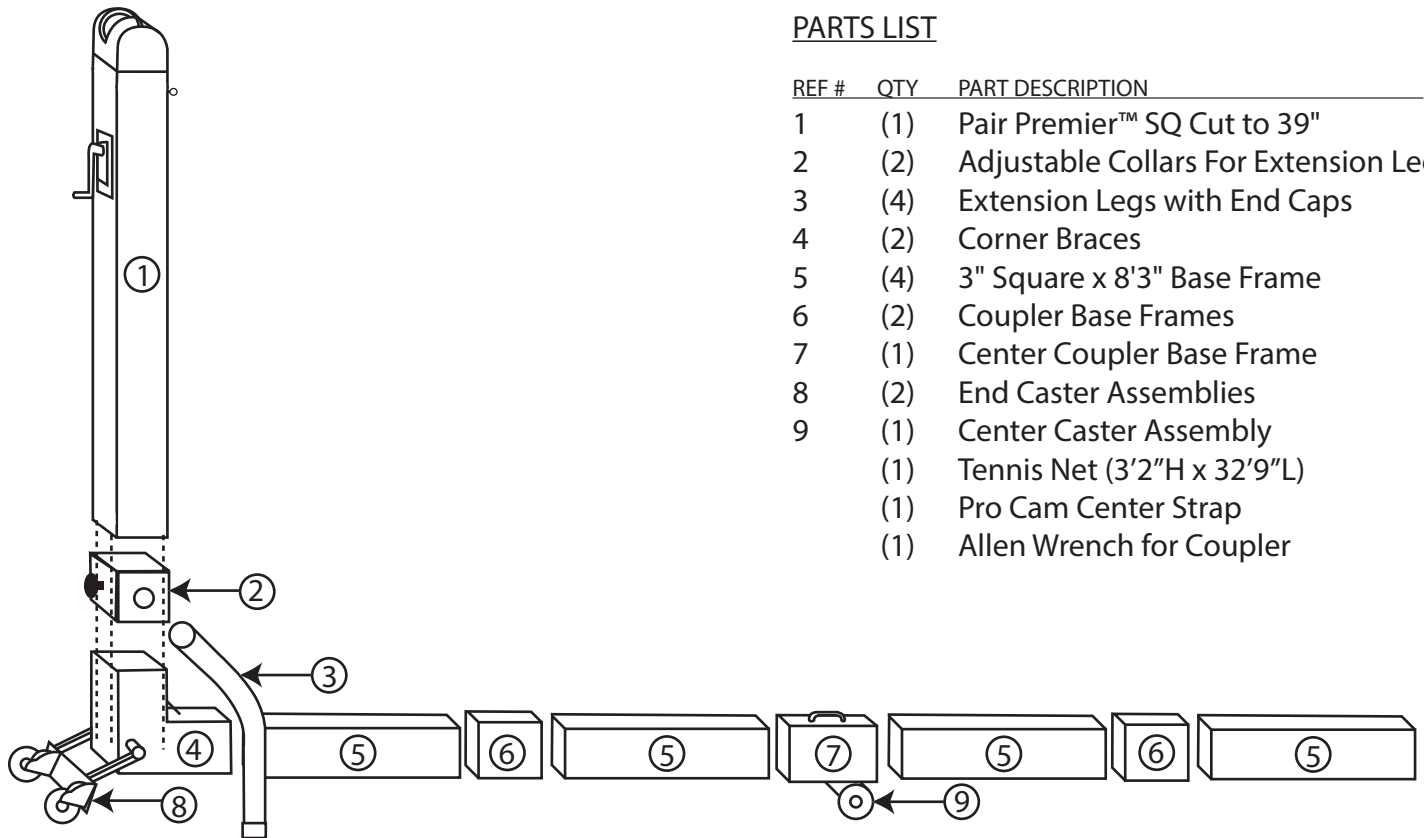 PARTS LIST
REF # QTY PART DESCRIPTION
1 (1) Pair Premier™ SQ Cut to 39"
2 (2) Adjustable Collars For Extension
3 (4) Extension Legs with End Caps
4 (2) Corner Braces
5 (4) 3" Square x 8'3" Base Frame
6 (2) Coupler Base Frames
7 (1) Center Coupler Base Frame
8 (2) End Caster Assemblies
9 (1) Center Caster Assembly
(1) Tennis Net (3’2”H x 32’9”L)
(1) Pro Cam Center Strap
(1) Allen Wrench for Coupler
1
2
3
4 5 6 5 7 5 6 5
8
9